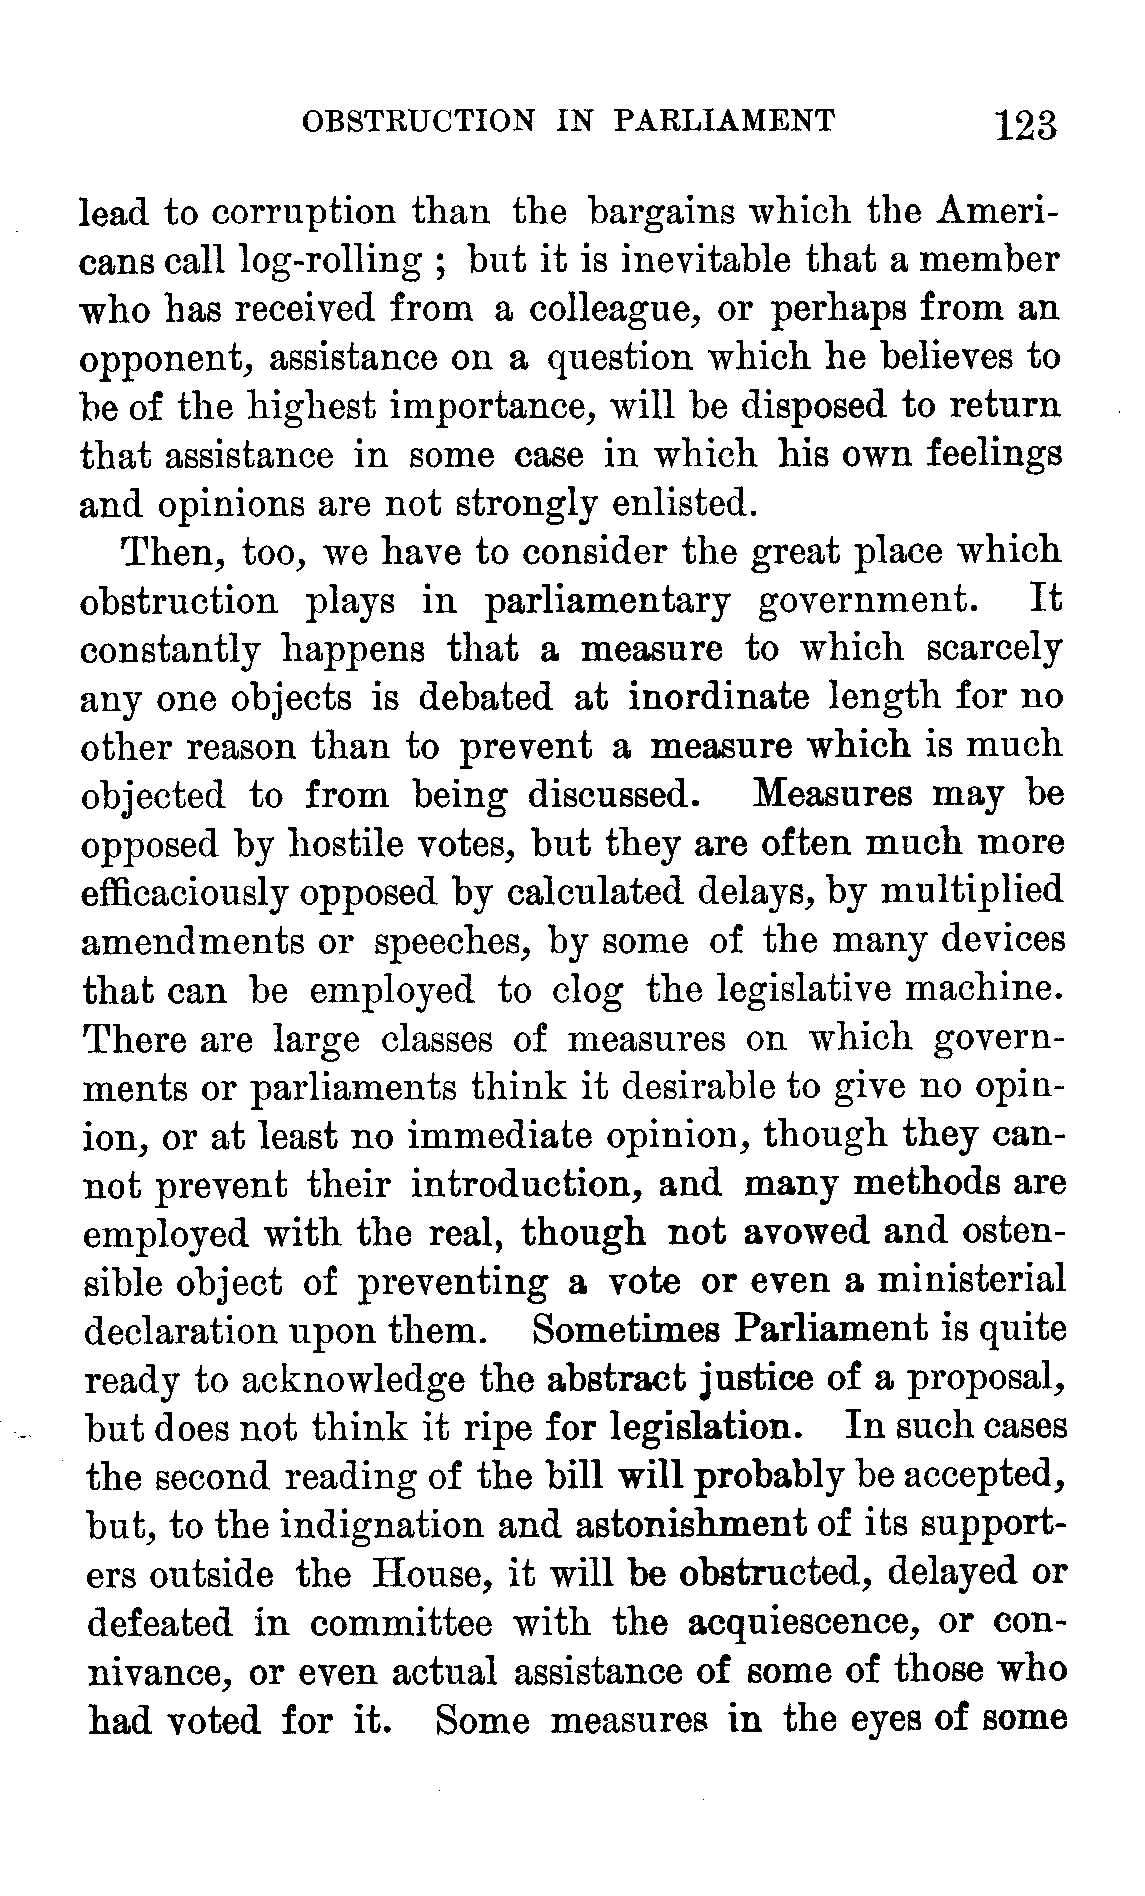 OBSTRUCTION IN PARLIAMENT 123
lead to corruption than the bargains which the Ameri-
cans call log-rolling ; but it is inevitable that a member
who has received from a colleague, or perhaps from an
opponent, assistance on a question which he believes to
be of the highest importance, will be disposed to return
that assistance in some case in which his own feelings
and opinions are not strongly enlisted.
Then, too, we have to consider the great place which
obstruction plays in parliamentary government. It
constantly happens that a measure to which scarcely
any one objects is debated at inordinate length for no
other reason than to prevent a measure which is much
objected to from being discussed. Measures may be
opposed by hostile votes, but they are often much more
efficaciously opposed by calculated delays, by multiplied
amendments or speeches, by some of the many devices
that can be employed to clog the legislative machine.
There are large classes of measures on which govern-
ments or parliaments think it desirable to give no opin-
ion, or at least no immediate opinion, though they can-
not prevent their introduction, and many methods are
employed with the real, though not avowed and osten-
sible object of preventing a vote or even a ministerial
declaration upon them. Sometimes Parliament is quite
ready to acknowledge the abstract justice of a proposal,
but does not think it ripe for legislation. In such cases
the second reading of the bill will probably be accepted,
but, to the indignation and astonishment of its support-
ers outside the House, it will be obstructed, delayed or
defeated in committee with the acquiescence, or con-
nivance, or even actual assistance of some of those who
had voted for it. Some measures in the eyes of some